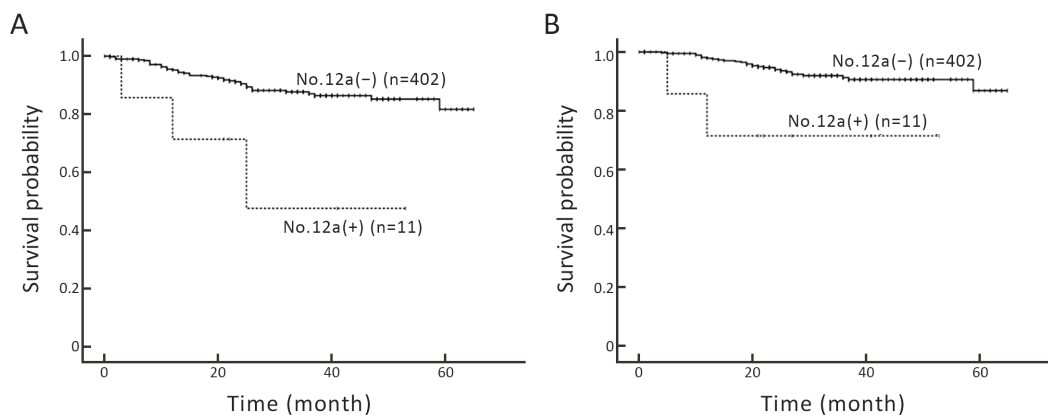 A
Survival probability
1.0
0.8
0.6
0.4
0.2
0
No.12a(−) (n=402)
No.12a(+) (n=11)
0
20
40
60
Time (month)
B
Survival probability
1.0
0.8
0.6
0.4
0.2
0
No.12a(−) (n=402)
No.12a(+) (n=11)
0
20
40
60
Time (month)